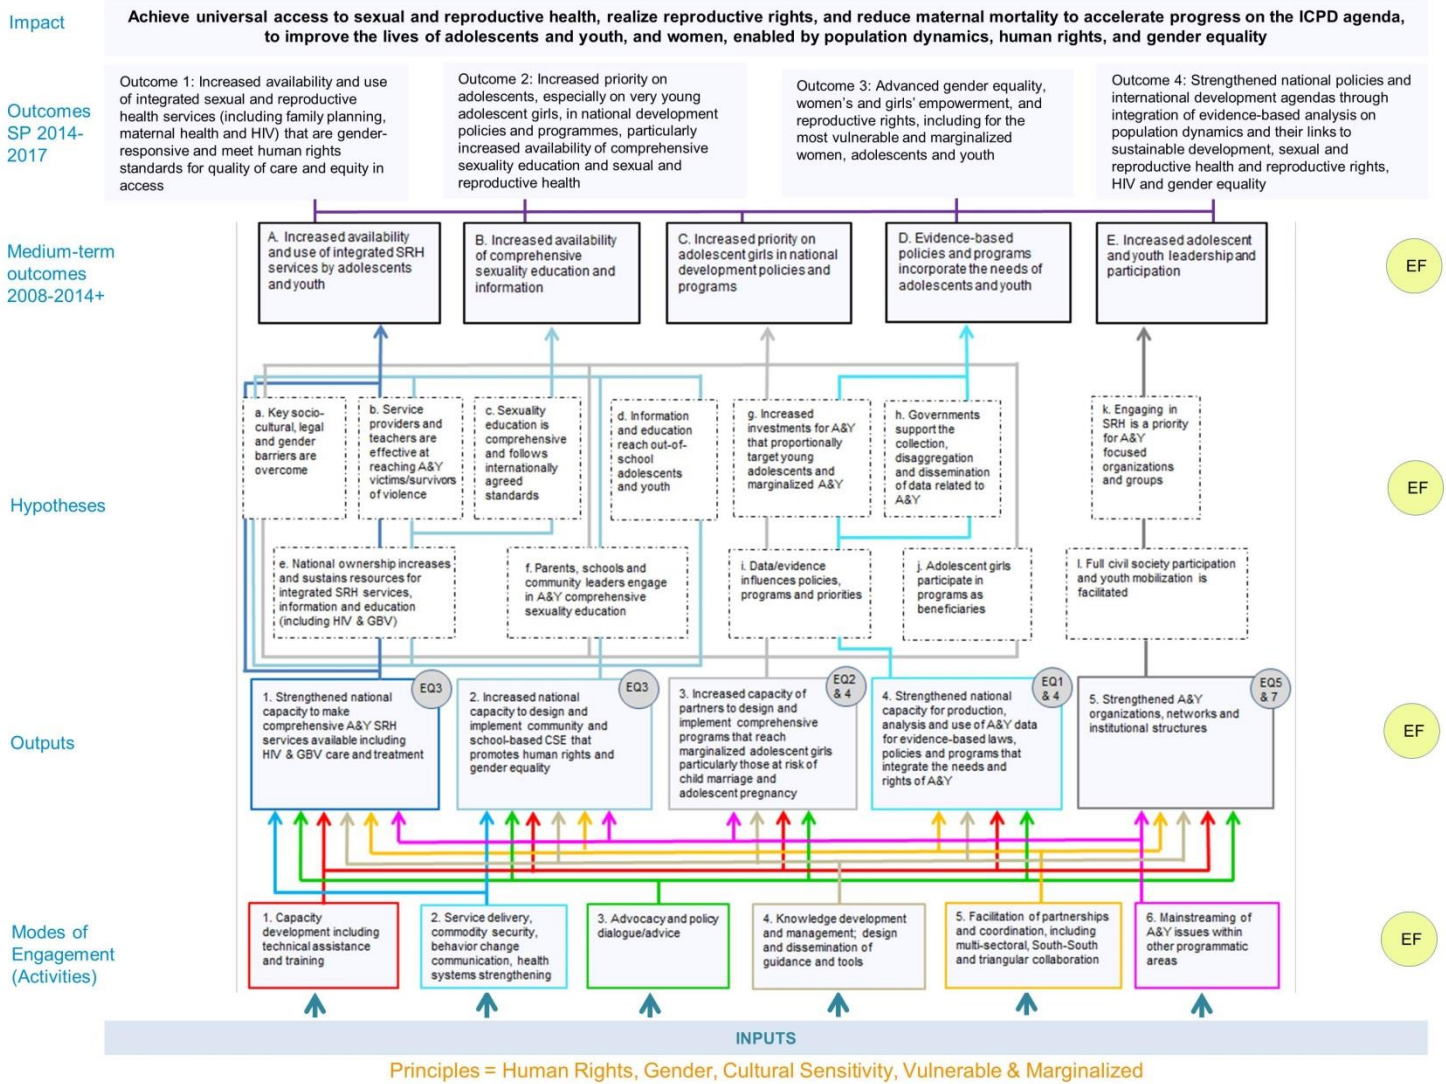 Impact
Achieve universal access to sexual and reproductive health, realize reproductive rights, and reduce maternal mortality to accelerate progress on the ICPD agenda,
to improve the lives of adolescents and youth, and women, enabled by population dynamics, human rights, and gender equality
Outcomes
SP 2014-
2017
Outcome 1: Increased availability and use
of integrated sexual and reproductive
health services (including family planning,
maternal health and HIV) that are gender-
responsive and meet human rights
standards for quality of care and equity in
access
Outcome 2: Increased priority on
adolescents, especially on very young
adolescent girls, in national development
policies and programmes, particularly
increased availability of comprehensive
sexuality education and sexual and
reproductive health
Outcome 3: Advanced gender equality,
women's and girls' empowerment, and
reproductive rights, including for the
most vulnerable and marginalized
women, adolescents and youth
Outcome 4: Strengthened national policies and
international development agendas through
integration of evidence-based analysis on
population dynamics and their links to
sustainable development, sexual and
reproductive health and reproductive rights,
HIV and gender equality
Medium-term
outcomes
2008-2014+
A. Increased availability
and use of integrated SRH
services by adolescents
and youth
B. Increased availability
of comprehensive
sexuality education and
information
C. Increased priority on
adolescent girls in national
development policies and
programs
D. Evidence-based
policies and programs
incorporate the needs of
adolescents and youth
E. Increased adolescent
and youth leadership and
participation
EF
Hypotheses
a. Key socio-
cultural, legal
and gender
barriers are
overcome
b. Service
providers and
teachers are
effective at
reaching A&Y
victims/survivors
of violence
c. Sexuality
education is
comprehensive
and follows
internationally
agreed
standards
d. Information
and education
reach out-of-
school
adolescents
and youth
g. Increased
investments for A&Y
that proportionally
target young
adolescents and
marginalized A&Y
h. Governments
support the
collection,
disaggregation
and dissemination
of data related to
A&Y
k. Engaging in
SRH is a priority
for A&Y
focused
organizations
and groups
EF
e. National ownership increases
and sustains resources for
integrated SRH services,
information and education
(including HIV & GBV)
f. Parents, schools and
community leaders engage
in A&Y comprehensive
sexuality education
i. Data/evidence
influences policies,
programs and priorities
j. Adolescent girls
participate in
programs as
beneficiaries
l. Full civil society participation
and youth mobilization is
facilitated
Outputs
1. Strengthened national
capacity to make
comprehensive A&Y SRH
services available including
HIV & GBV care and treatment
EQ3
2. Increased national
capacity to design and
implement community and
school-based CSE that
promotes human rights and
gender equality
EQ3
3. Increased capacity of
partners to design and
implement comprehensive
programs that reach
marginalized adolescent girls
particularly those at risk of
child marriage and
adolescent pregnancy
EQ2
& 4
4. Strengthened national
capacity for production,
analysis and use of A&Y data
for evidence-based laws,
policies and programs that
integrate the needs and
rights of A&Y
EQ1
& 4
5. Strengthened A&Y
organizations, networks and
institutional structures
EQ5
& 7
EF
Modes of
Engagement
(Activities)
1. Capacity
development including
technical assistance
and training
2. Service delivery,
commodity security,
behavior change
communication, health
systems strengthening
3. Advocacy and policy
dialogue/advice
4. Knowledge development
and management; design
and dissemination of
guidance and tools
5. Facilitation of partnerships
and coordination, including
multi-sectoral, South-South
and triangular collaboration
6. Mainstreaming of
A&Y issues within
other programmatic
areas
EF
INPUTS
Principles = Human Rights, Gender, Cultural Sensitivity, Vulnerable & Marginalized